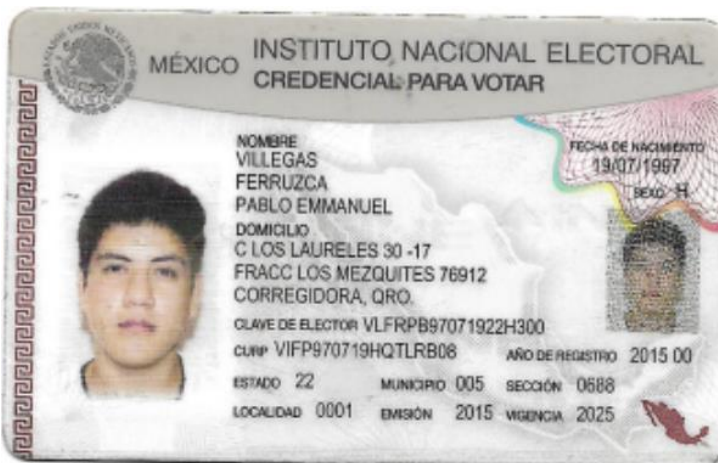 MÉXICO
INSTITUTO NACIONAL ELECTORAL
CREDENCIAL PARA VOTAR
NOMBRE
VILLEGAS
FERRUZCA
PABLO EMMANUEL
FECHA DE NACIMIENTO
19/07/1997
SEXO H
DOMICILIO
C LOS LAURELES 30 -17
FRACC LOS MEZQUITES 76912
CORREGIDORA, QRO.
CLAVE DE ELECTOR VLFRPB97071922H300
CURP VIFP970719HQTLRB08 AÑO DE REGISTRO 2015 00
ESTADO 22 MUNICIPIO 005 SECCIÓN 0688
LOCALIDAD 0001 EMISIÓN 2015 VIGENCIA 2025